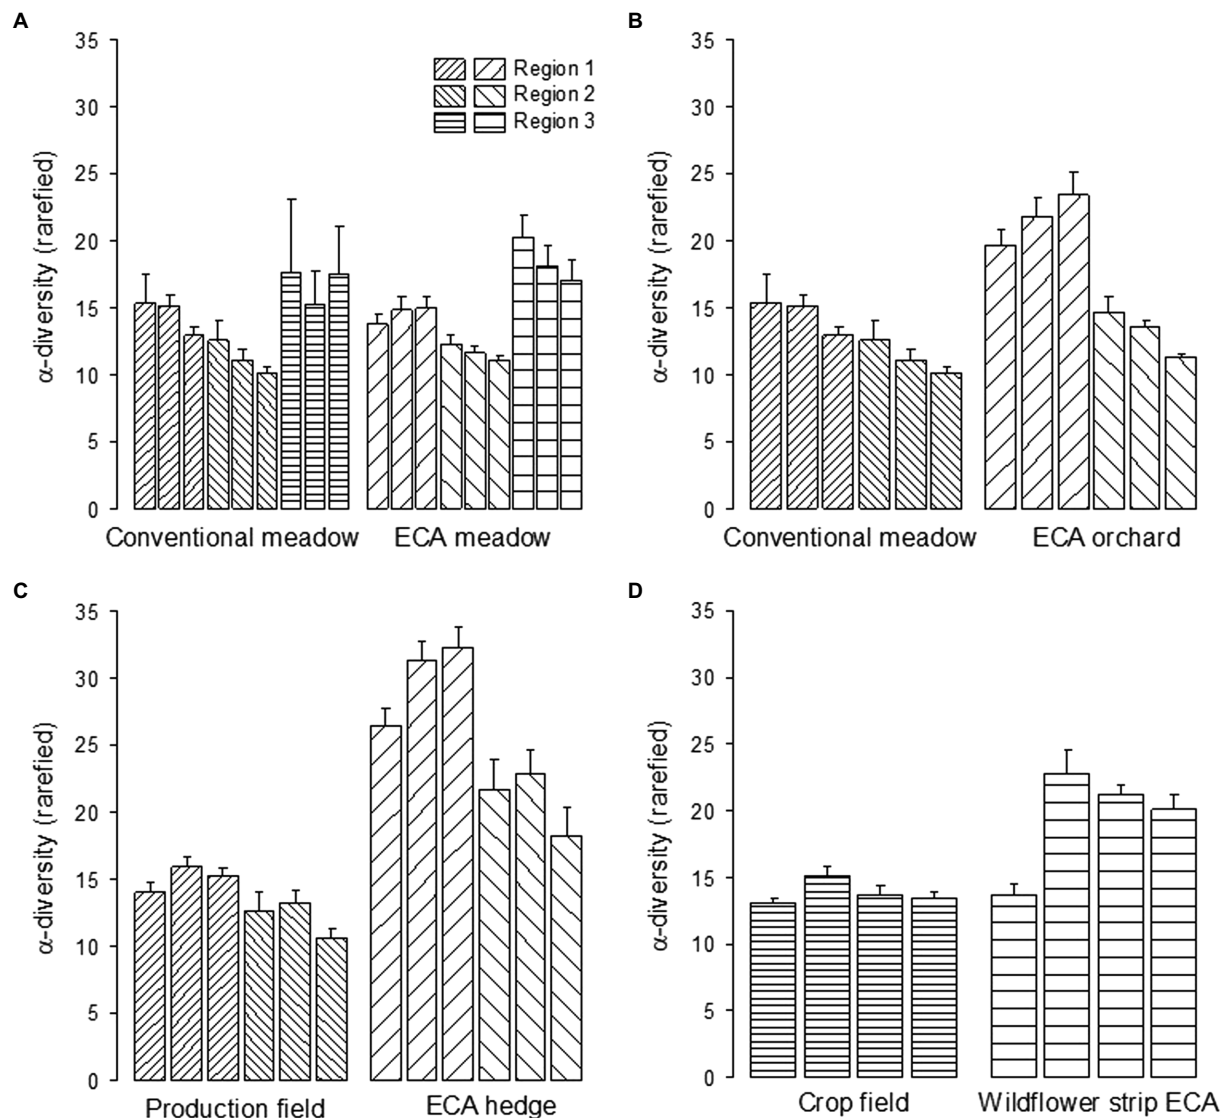 A
35
30
25
20
15
10
5
0
α-diversity (rarefied)
Region 1
Region 2
Region 3
Conventional meadow
ECA meadow
B
35
30
25
20
15
10
5
0
α-diversity (rarefied)
Conventional meadow
ECA orchard
C
35
30
25
20
15
10
5
0
α-diversity (rarefied)
Production field
ECA hedge
D
35
30
25
20
15
10
5
0
α-diversity (rarefied)
Crop field
Wildflower strip ECA